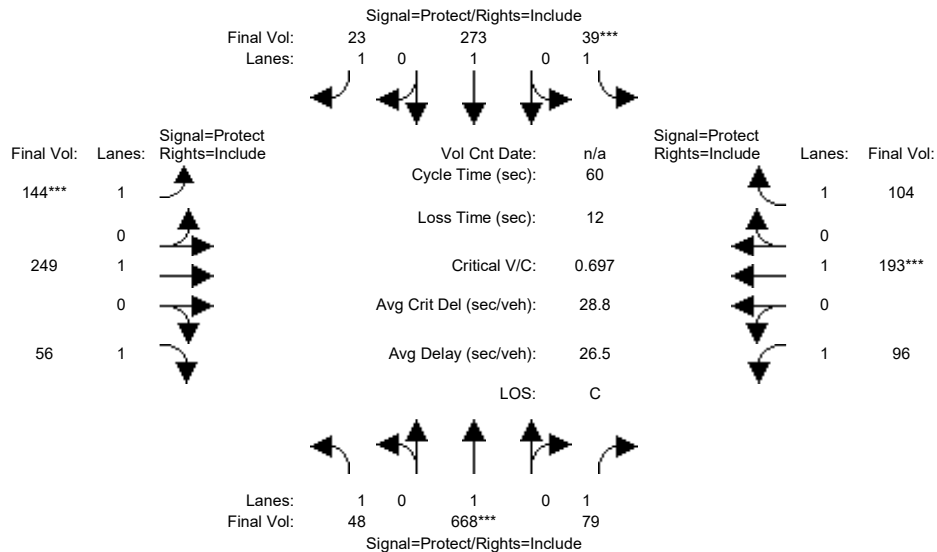 Signal=Protect/Rights=Include
Final Vol: 23 273 39***
Lanes: 1 0 1 0 1
Signal=Protect
Final Vol: Lanes: Rights=Include
Vol Cnt Date: n/a
Signal=Protect
Rights=Include Lanes: Final Vol:
Cycle Time (sec): 60
144*** 1
1 104
Loss Time (sec): 12
0
0
249 1
Critical V/C: 0.697
1 193***
0
Avg Crit Del (sec/veh): 28.8
0
56 1
Avg Delay (sec/veh): 26.5
1 96
LOS: C
Lanes: 1 0 1 0 1
Final Vol: 48 668*** 79
Signal=Protect/Rights=Include